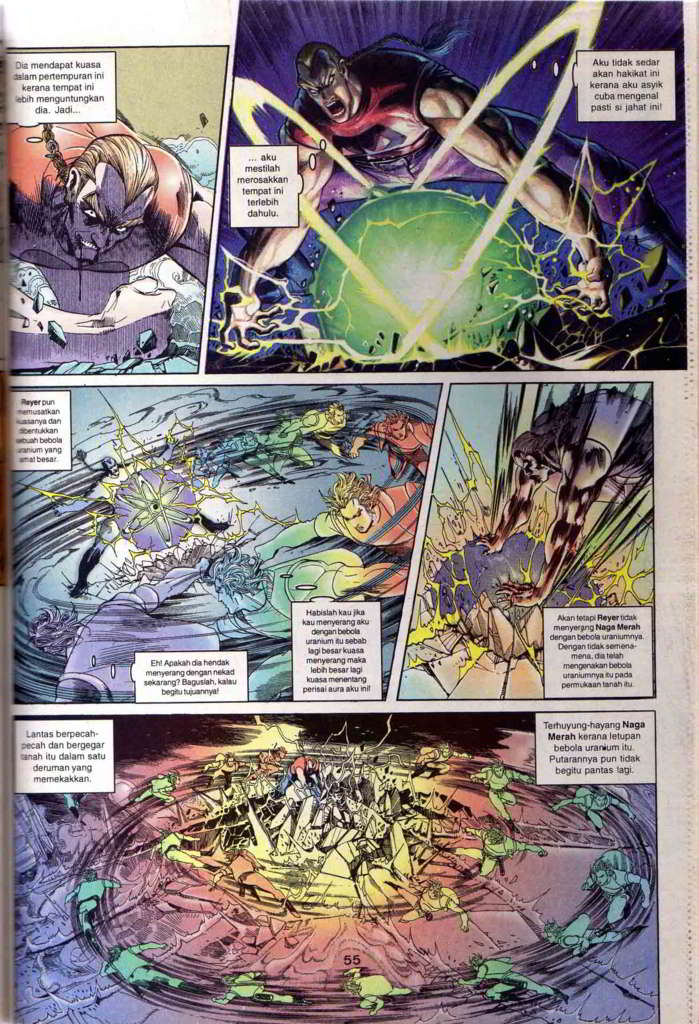 Dia mendapat kuasa
dalam pertempuran ini
kerana tempat ini
lebih menguntungkan
dia. Jadi...
Aku tidak sedar
akan hakikat ini
kerana aku asyik
cuba mengenal
pasti si jahat ini!
... aku
mestilah
merosakkan
tempat ini
terlebih
dahulu.
Reyer pun
memusatkan
kuasanya dan
dibentukkan
sebuah bebola
uranium yang
amat besar.
Eh! Apakah dia hendak
menyerang dengan nekad
sekarang? Baguslah, kalau
begitu tujuannya!
Habislah kau jika
kau menyerang aku
dengan bebola
uranium itu sebab
lagi besar kuasa
menyerang maka
lebih besar lagi
kuasa menentang
perisai aura aku ini!
Akan tetapi Reyer tidak
menyerang Naga Merah
dengan bebola uraniumnya.
Dengan tidak semena-
mena, dia telah
mengenakan bebola
uraniumnya itu pada
permukaan tanah itu.
Lantas berpecah-
pecah dan bergegar
tanah itu dalam satu
deruman yang
memekakkan.
Terhuyung-hayang Naga
Merah kerana letupan
bebola uranium itu.
Putarannya pun tidak
begitu pantas lagi.
55